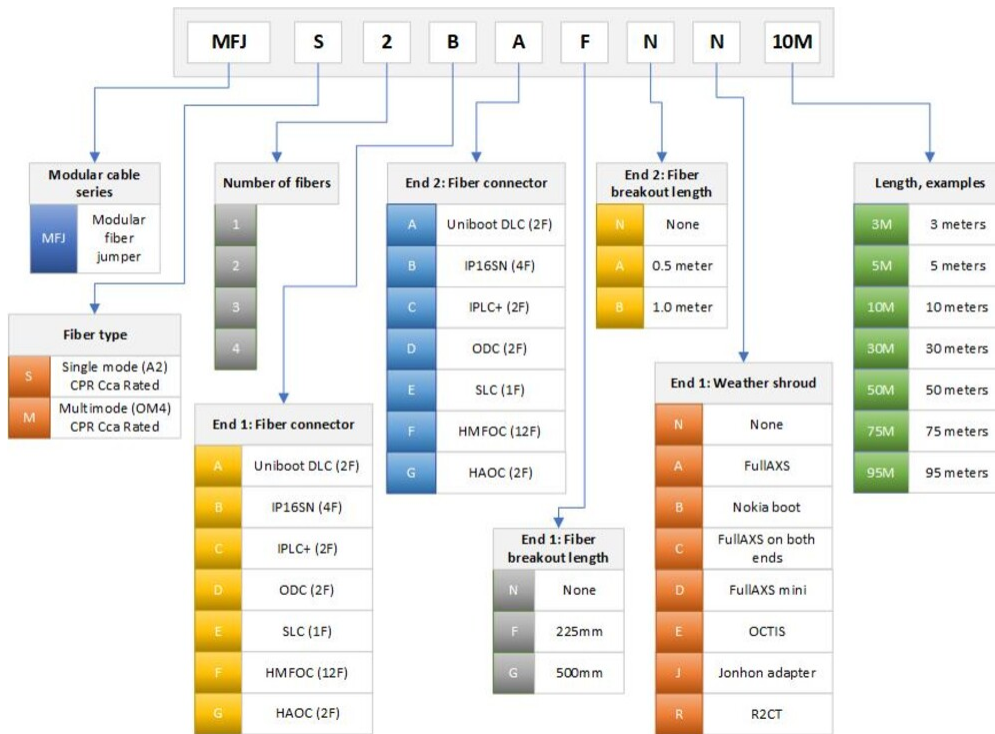 MFJ S 2 B A F N N 10M
Modular cable
series
MFJ
Modular
fiber
jumper
Fiber type
S
Single mode (A2)
CPR Cca Rated
M
Multimode (OM4)
CPR Cca Rated
Number of fibers
1
2
3
4
End 1: Fiber connector
A Uniboot DLC (2F)
B IP16SN (4F)
C IPLC+ (2F)
D ODC (2F)
E SLC (1F)
F HMFOC (12F)
G HAOC (2F)
End 2: Fiber connector
A Uniboot DLC (2F)
B IP16SN (4F)
C IPLC+ (2F)
D ODC (2F)
E SLC (1F)
F HMFOC (12F)
G HAOC (2F)
End 1: Fiber
breakout length
N None
F 225mm
G 500mm
End 2: Fiber
breakout length
N None
A 0.5 meter
B 1.0 meter
End 1: Weather shroud
N None
A FullAXS
B Nokia boot
C FullAXS on both
ends
D FullAXS mini
E OCTIS
J Jonhon adapter
R R2CT
Length, examples
3M 3 meters
5M 5 meters
10M 10 meters
30M 30 meters
50M 50 meters
75M 75 meters
95M 95 meters